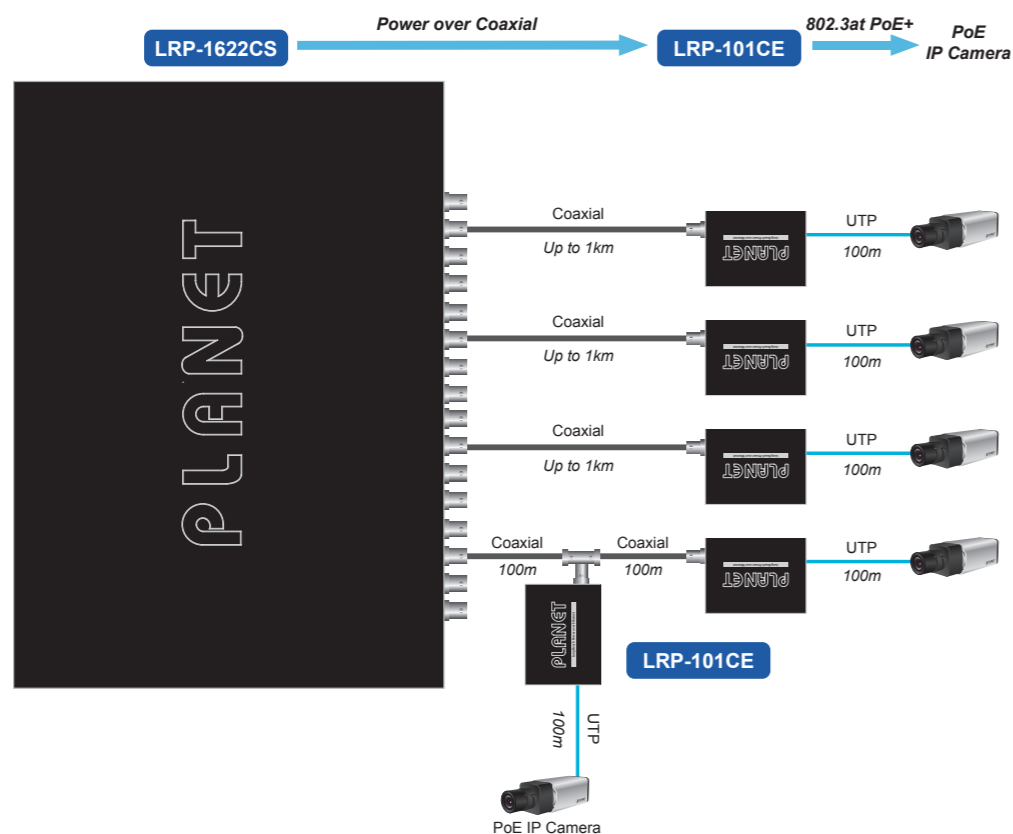 Power over Coaxial
802.3at PoE+
LRP-1622CS
LRP-101CE
PoE
IP Camera
PLANET
Coaxial
Up to 1km
PLANET
UTP
100m
Coaxial
Up to 1km
PLANET
UTP
100m
Coaxial
Up to 1km
PLANET
UTP
100m
Coaxial
100m
Coaxial
100m
PLANET
UTP
100m
PLANET
LRP-101CE
UTP
100m
PoE IP Camera